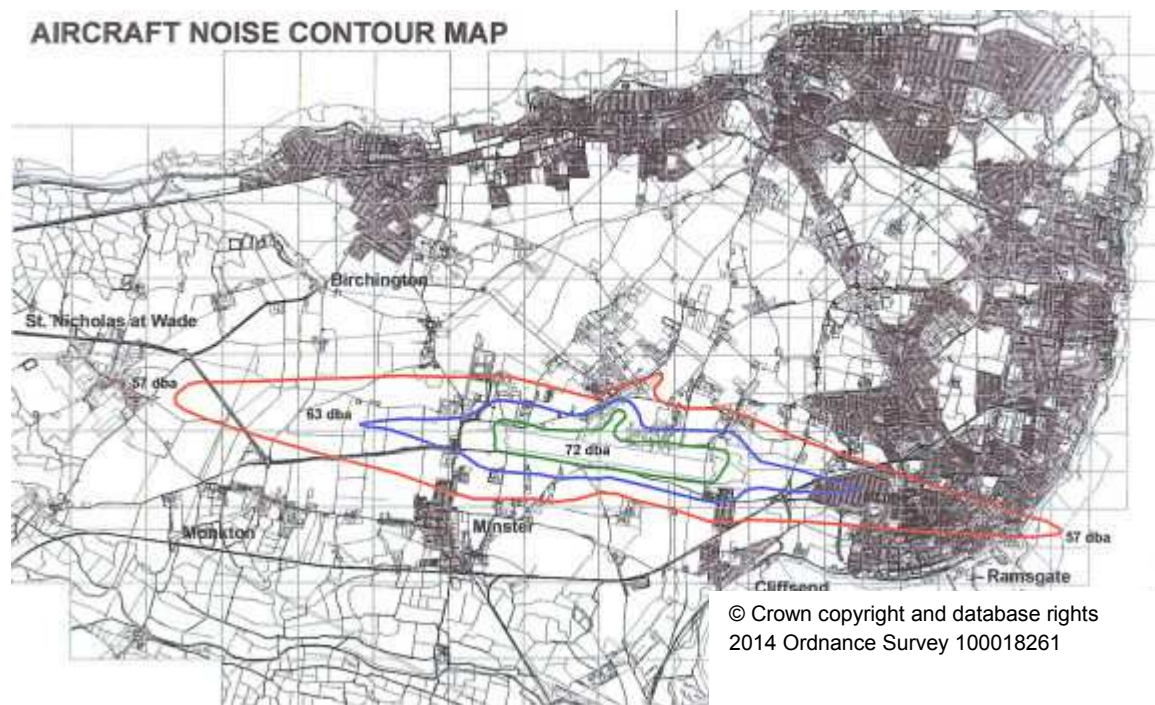 AIRCRAFT NOISE CONTOUR MAP
Birchington
St. Nicholas at Wade
57 dba
63 dba
72 dba
Monkton
Minster
57 dba
Ramsgate
Cliffsend
© Crown copyright and database rights
2014 Ordnance Survey 100018261